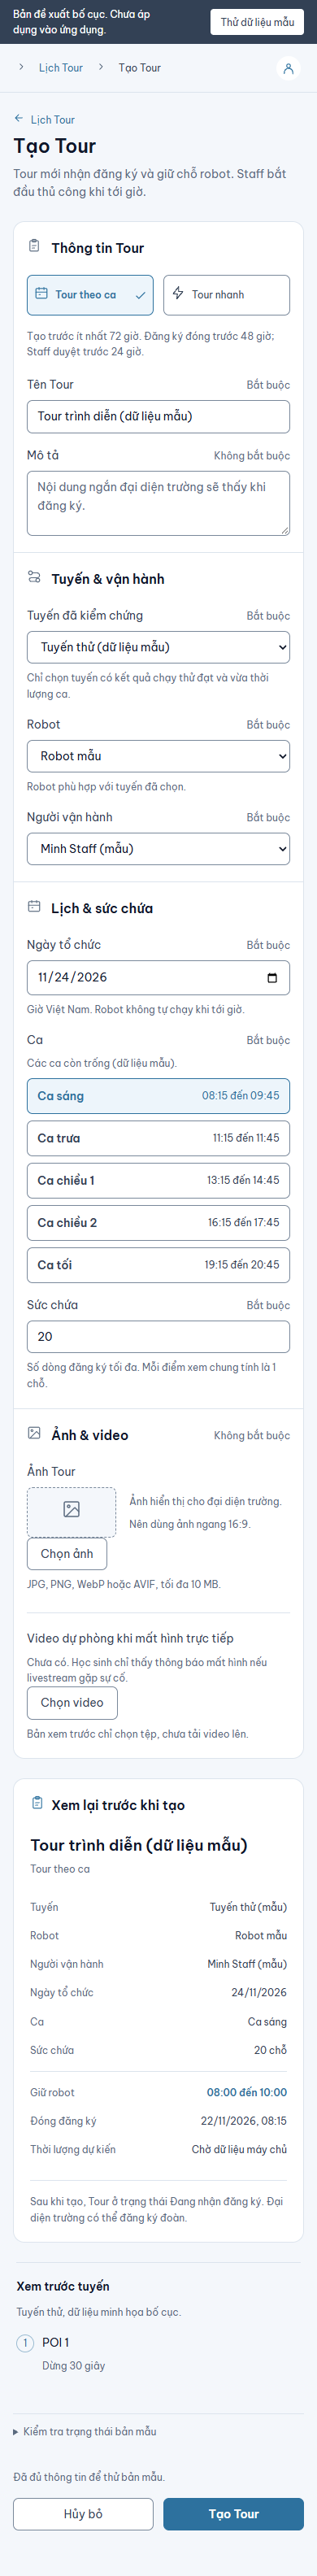 Bản đề xuất bố cục. Chưa áp
dụng vào ứng dụng.
Thử dữ liệu mẫu
Lịch Tour
Tạo Tour
Lịch Tour
Tạo Tour
Tour mới nhận đăng ký và giữ chỗ robot. Staff bắt
đầu thủ công khi tới giờ.
Thông tin Tour
Tour theo ca
Tour nhanh
Tạo trước ít nhất 72 giờ. Đăng ký đóng trước 48 giờ;
Staff duyệt trước 24 giờ.
Tên Tour Bắt buộc
Tour trình diễn (dữ liệu mẫu)
Mô tả Không bắt buộc
Nội dung ngắn đại diện trường sẽ thấy khi
đăng ký.
Tuyến & vận hành
Tuyến đã kiểm chứng Bắt buộc
Tuyến thử (dữ liệu mẫu)
Chỉ chọn tuyến có kết quả chạy thử đạt và vừa thời
lượng ca.
Robot Bắt buộc
Robot mẫu
Robot phù hợp với tuyến đã chọn.
Người vận hành Bắt buộc
Minh Staff (mẫu)
Lịch & sức chứa
Ngày tổ chức Bắt buộc
11/24/2026
Giờ Việt Nam. Robot không tự chạy khi tới giờ.
Ca Bắt buộc
Các ca còn trống (dữ liệu mẫu).
Ca sáng 08:15 đến 09:45
Ca trưa 11:15 đến 11:45
Ca chiều 1 13:15 đến 14:45
Ca chiều 2 16:15 đến 17:45
Ca tối 19:15 đến 20:45
Sức chứa Bắt buộc
20
Số dòng đăng ký tối đa. Mỗi điểm xem chung tính là 1
chỗ.
Ảnh & video Không bắt buộc
Ảnh Tour
Ảnh hiển thị cho đại diện trường.
Nên dùng ảnh ngang 16:9.
Chọn ảnh
JPG, PNG, WebP hoặc AVIF, tối đa 10 MB.
Video dự phòng khi mất hình trực tiếp
Chưa có. Học sinh chỉ thấy thông báo mất hình nếu
livestream gặp sự cố.
Chọn video
Bản xem trước chỉ chọn tệp, chưa tải video lên.
Xem lại trước khi tạo
Tour trình diễn (dữ liệu mẫu)
Tour theo ca
Tuyến Tuyến thử (mẫu)
Robot Robot mẫu
Người vận hành Minh Staff (mẫu)
Ngày tổ chức 24/11/2026
Ca Ca sáng
Sức chứa 20 chỗ
Giữ robot 08:00 đến 10:00
Đóng đăng ký 22/11/2026, 08:15
Thời lượng dự kiến Chờ dữ liệu máy chủ
Sau khi tạo, Tour ở trạng thái Đang nhận đăng ký. Đại
diện trường có thể đăng ký đoàn.
Xem trước tuyến
Tuyến thử, dữ liệu minh họa bố cục.
1 POI 1
Dừng 30 giây
Kiểm tra trạng thái bản mẫu
Đã đủ thông tin để thử bản mẫu.
Hủy bỏ
Tạo Tour